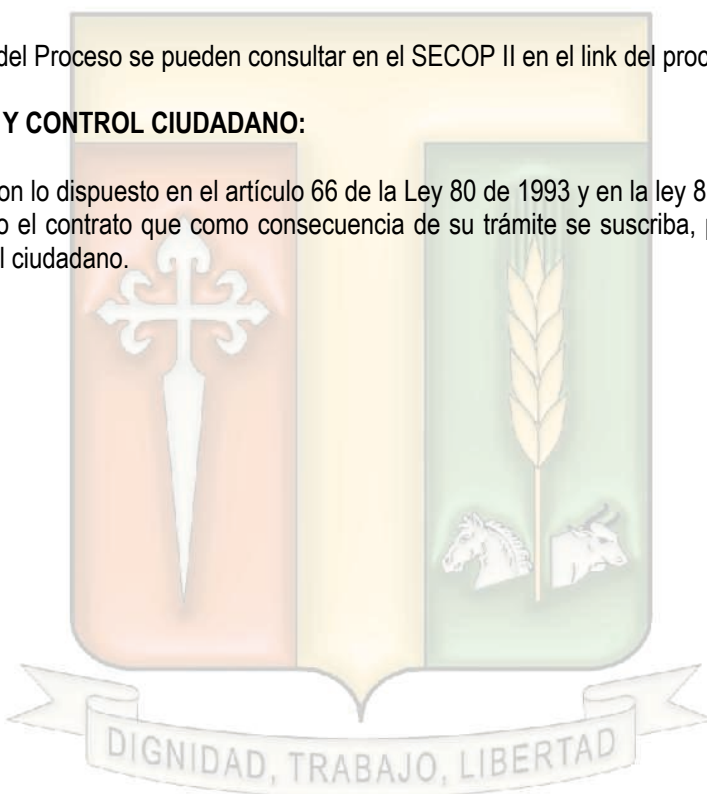 del Proceso se pueden consultar en el SECOP II en el link del proc
Y CONTROL CIUDADANO:
on lo dispuesto en el artículo 66 de la Ley 80 de 1993 y en la ley 8
o el contrato que como consecuencia de su trámite se suscriba, p
l ciudadano.
DIGNIDAD, TRABAJO, LIBERTAD